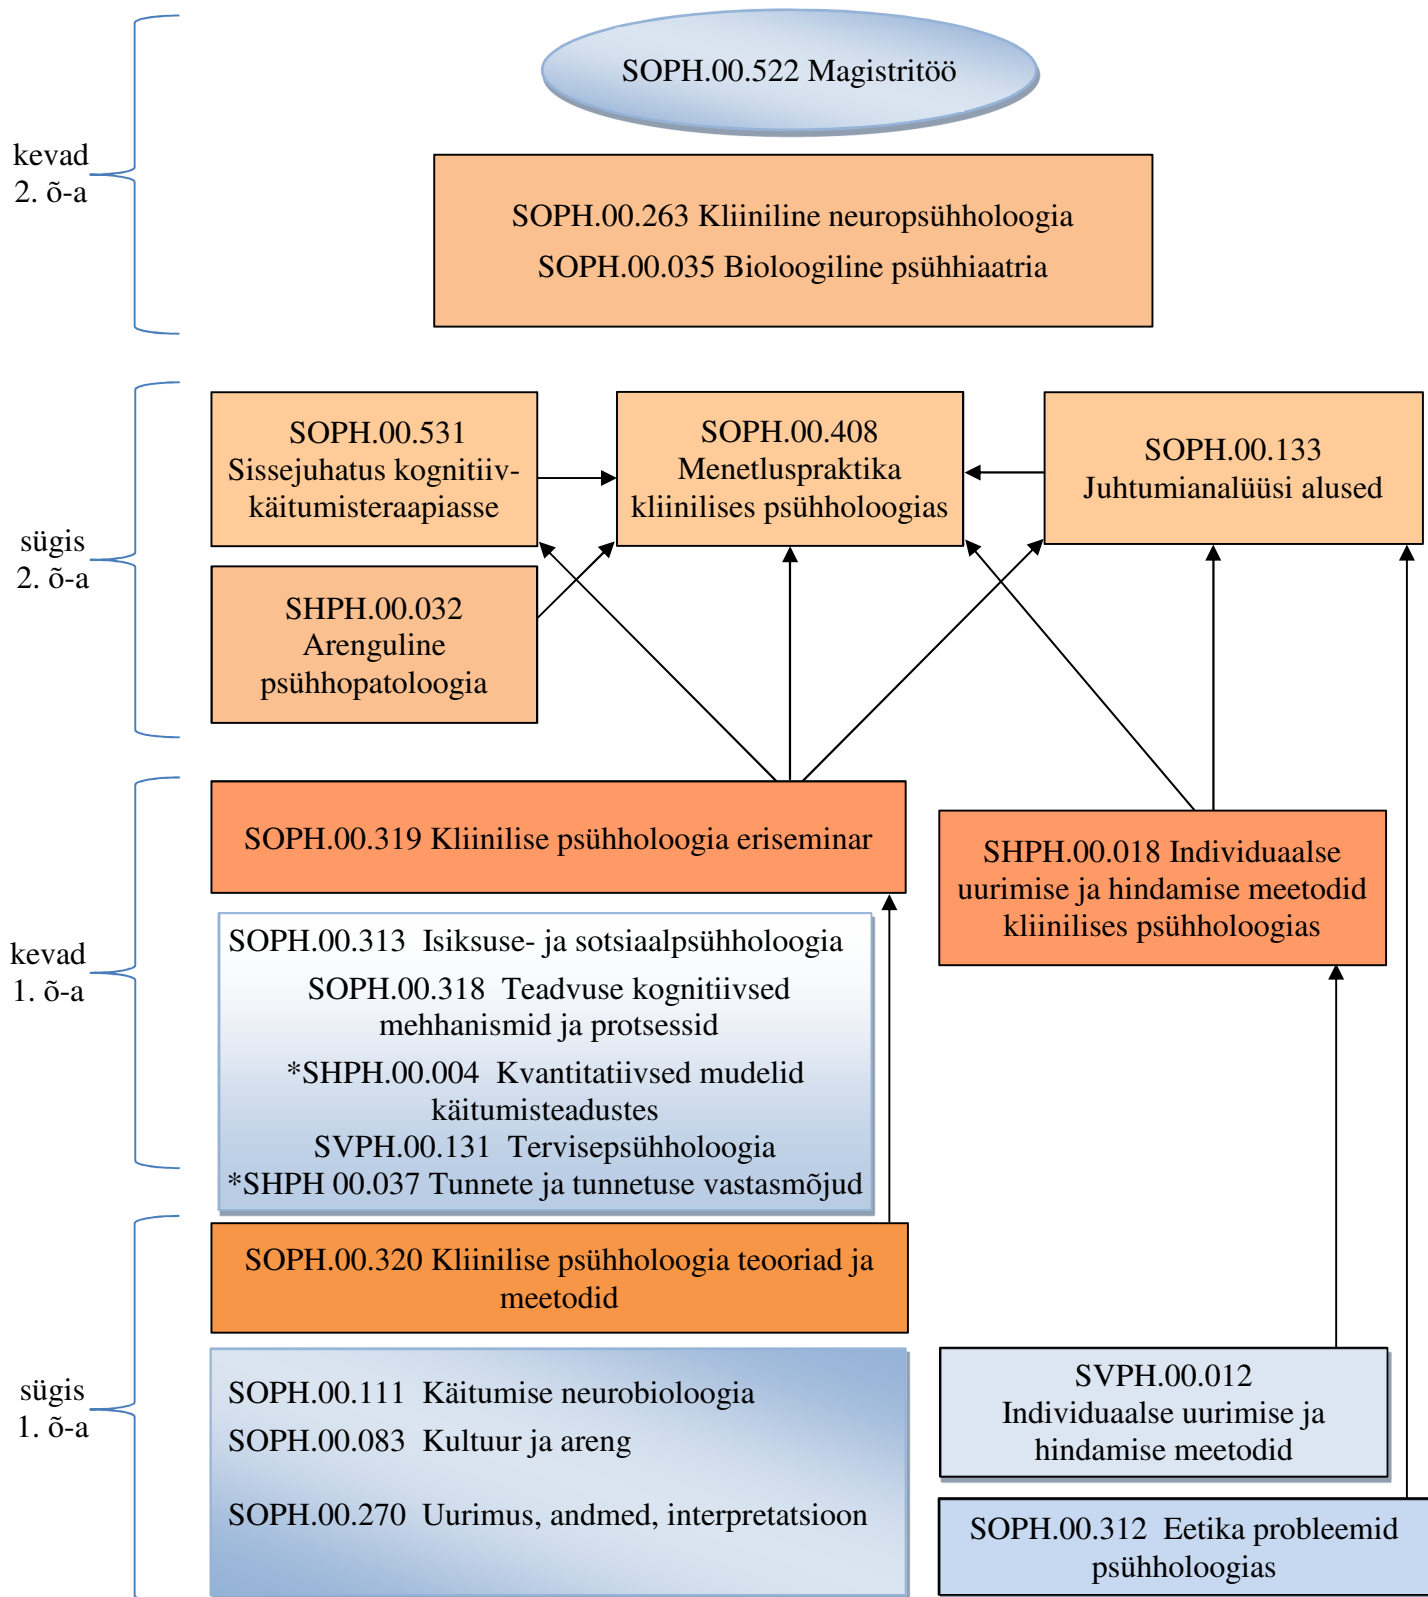 SOPH.00.522 Magistritöö
kevad
2. õ-a
SOPH.00.263 Kliiniline neuropsühholoogia
SOPH.00.035 Bioloogiline psühhiaatria
sügis
2. õ-a
SOPH.00.531
Sissejuhatus kognitiiv-
käitumisteraapiasse
SOPH.00.408
Menetluspraktika
kliinilises psühholoogias
SOPH.00.133
Juhtumianalüüsi alused
SHPH.00.032
Arenguline
psühhopatoloogia
kevad
1. õ-a
SOPH.00.319 Kliinilise psühholoogia eriseminar
SHPH.00.018 Individuaalse
uurimise ja hindamise meetodid
kliinilises psühholoogias
SOPH.00.313  Isiksuse- ja sotsiaalpsühholoogia
SOPH.00.318  Teadvuse kognitiivsed
mehhanismid ja protsessid
*SHPH.00.004  Kvantitatiivsed mudelid
käitumisteadustes
SVPH.00.131  Tervisepsühholoogia
*SHPH 00.037 Tunnete ja tunnetuse vastasmõjud
sügis
1. õ-a
SOPH.00.320 Kliinilise psühholoogia teooriad ja
meetodid
SOPH.00.111  Käitumise neurobioloogia
SOPH.00.083  Kultuur ja areng
SOPH.00.270  Uurimus, andmed, interpretatsioon
SVPH.00.012
Individuaalse uurimise ja
hindamise meetodid
SOPH.00.312  Eetika probleemid
psühholoogias